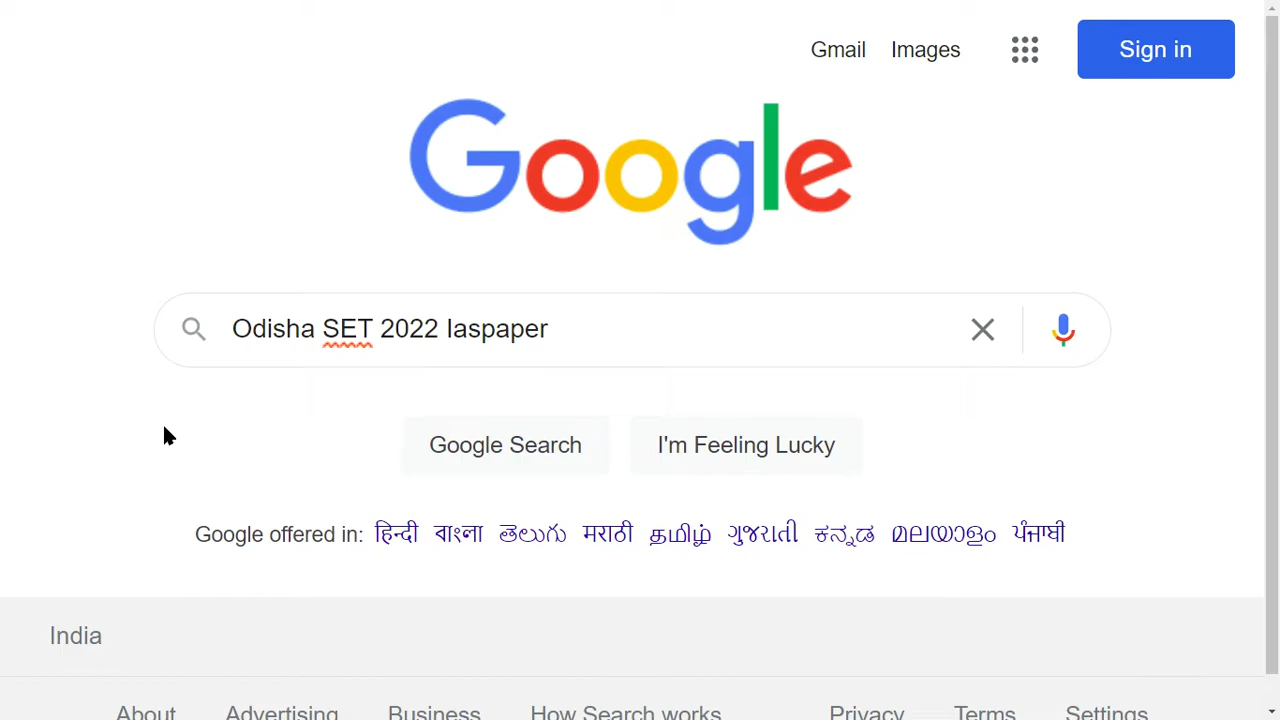 Gmail Images Sign in
Google
Odisha SET 2022 Iaspaper
Google Search I'm Feeling Lucky
Google offered in: हिन्दी বাংলা తెలుగు मराठी தமிழ் ગુજરાતી ಕನ್ನಡ മലയാളം ਪੰਜਾਬੀ
India
About Advertising Business How Search works Privacy Terms Settings